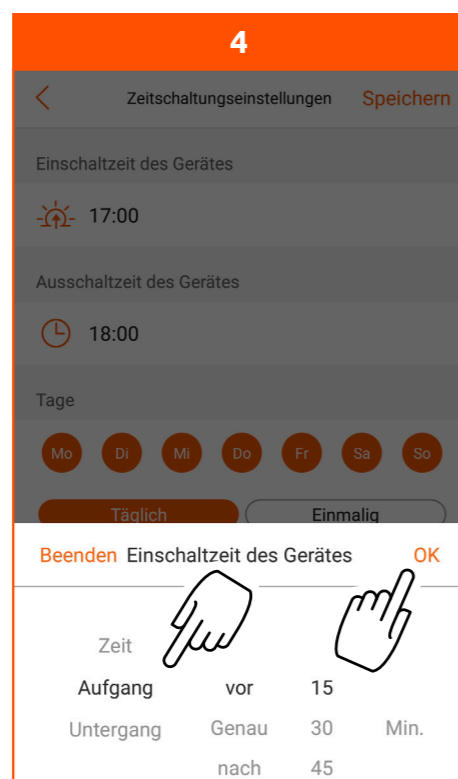 4
Zeitschaltungseinstellungen Speichern
Einschaltzeit des Gerätes
17:00
Ausschaltzeit des Gerätes
18:00
Tage
Mo Di Mi Do Fr Sa So
Täglich Einmalig
Beenden Einschaltzeit des Gerätes OK
Zeit
Aufgang vor 15
Untergang Genau 30 Min.
nach 45